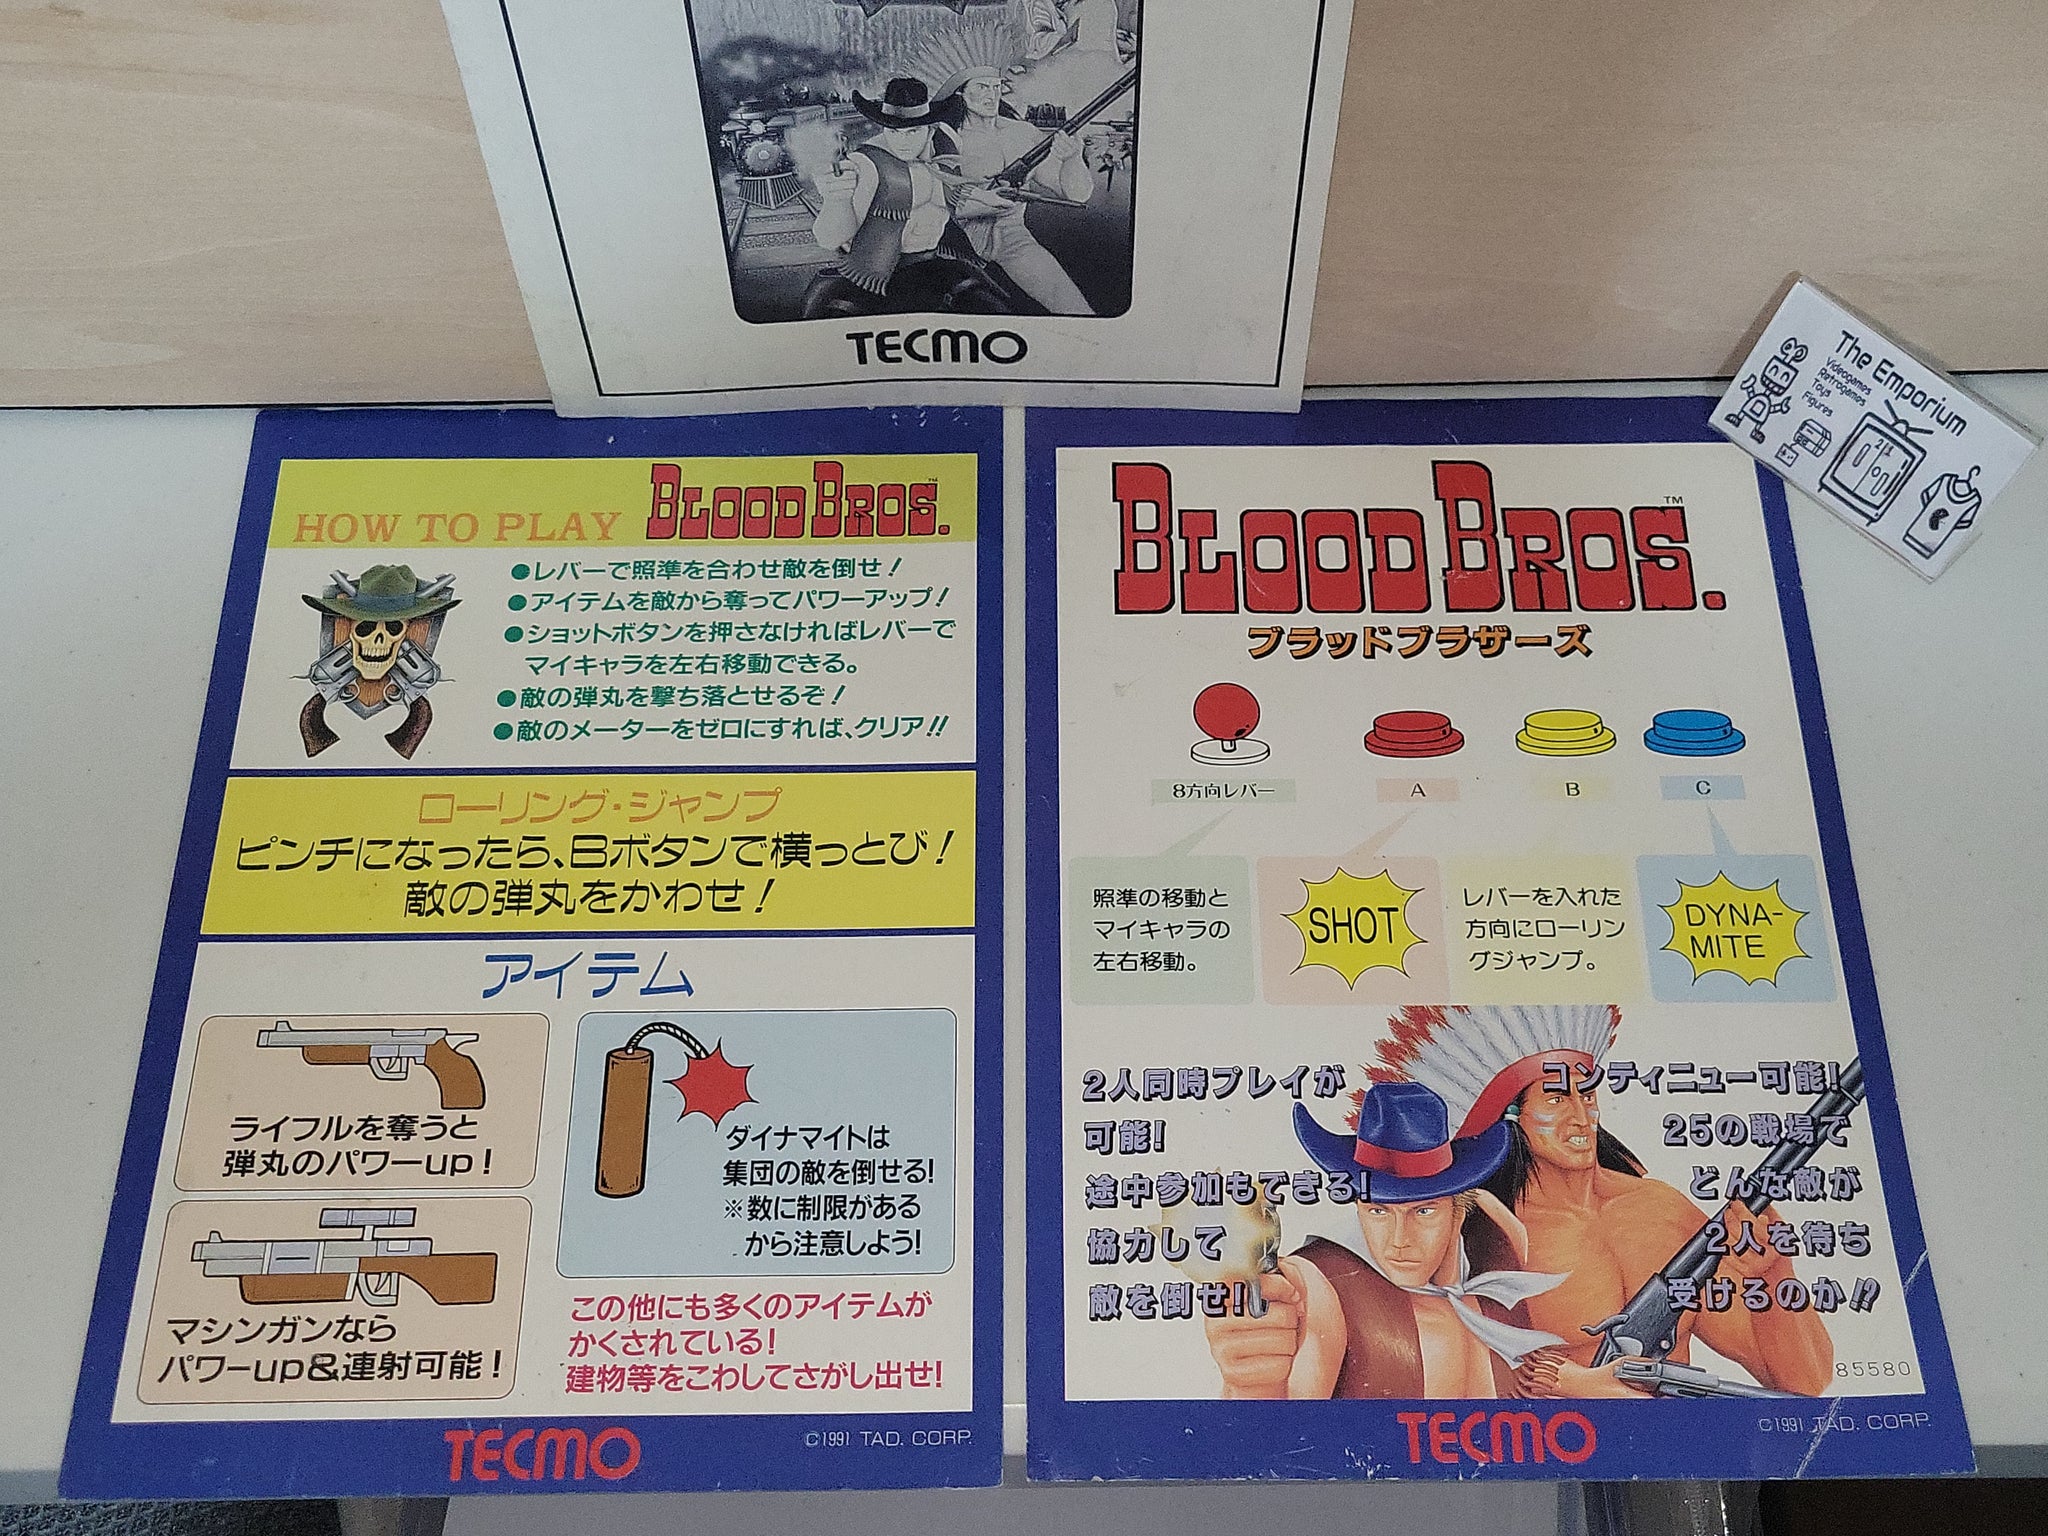 TECMO
The Emporium
Videogames
Retrogames
Toys
Figures
HOW TO PLAY BLOOD BROS.™
●レバーで照準を合わせ敵を倒せ!
●アイテムを敵から奪ってパワーアップ!
●ショットボタンを押さなければレバーで
マイキャラを左右移動できる。
●敵の弾丸を撃ち落とせるぞ!
●敵のメーターをゼロにすれば、クリア!!
ローリング・ジャンプ
ピンチになったら、Bボタンで横っとび!
敵の弾丸をかわせ!
アイテム
ライフルを奪うと
弾丸のパワーup!
マシンガンなら
パワーup&連射可能!
ダイナマイトは
集団の敵を倒せる!
※数に制限がある
から注意しよう!
この他にも多くのアイテムが
かくされている!
建物等をこわしてさがし出せ!
TECMO
©1991 TAD. CORP.
BLOOD BROS.™
ブラッドブラザーズ
8方向レバー
A
B
C
照準の移動と
マイキャラの
左右移動。
SHOT
レバーを入れた
方向にローリン
グジャンプ。
DYNA-
MITE
2人同時プレイが
可能!
途中参加もできる!
協力して
敵を倒せ!
コンティニュー可能!
25の戦場で
どんな敵が
2人を待ち
受けるのか!?
85580
TECMO
©1991 TAD. CORP.